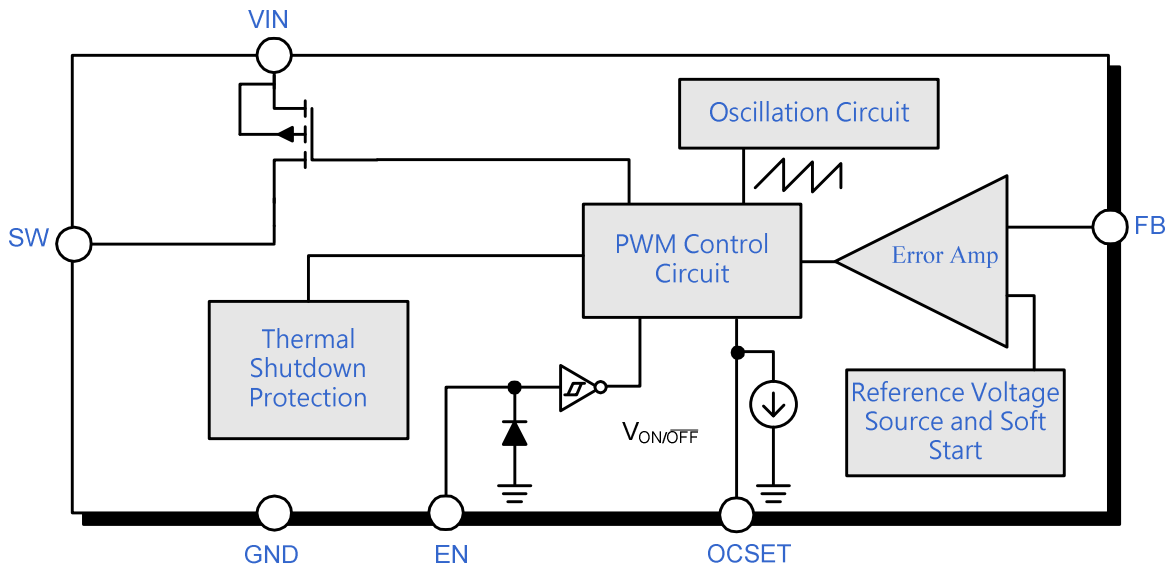 VIN
Oscillation Circuit
SW
PWM Control
Circuit
Error Amp
FB
Thermal
Shutdown
Protection
Reference Voltage
Source and Soft
Start
VON/OFF
GND
EN
OCSET